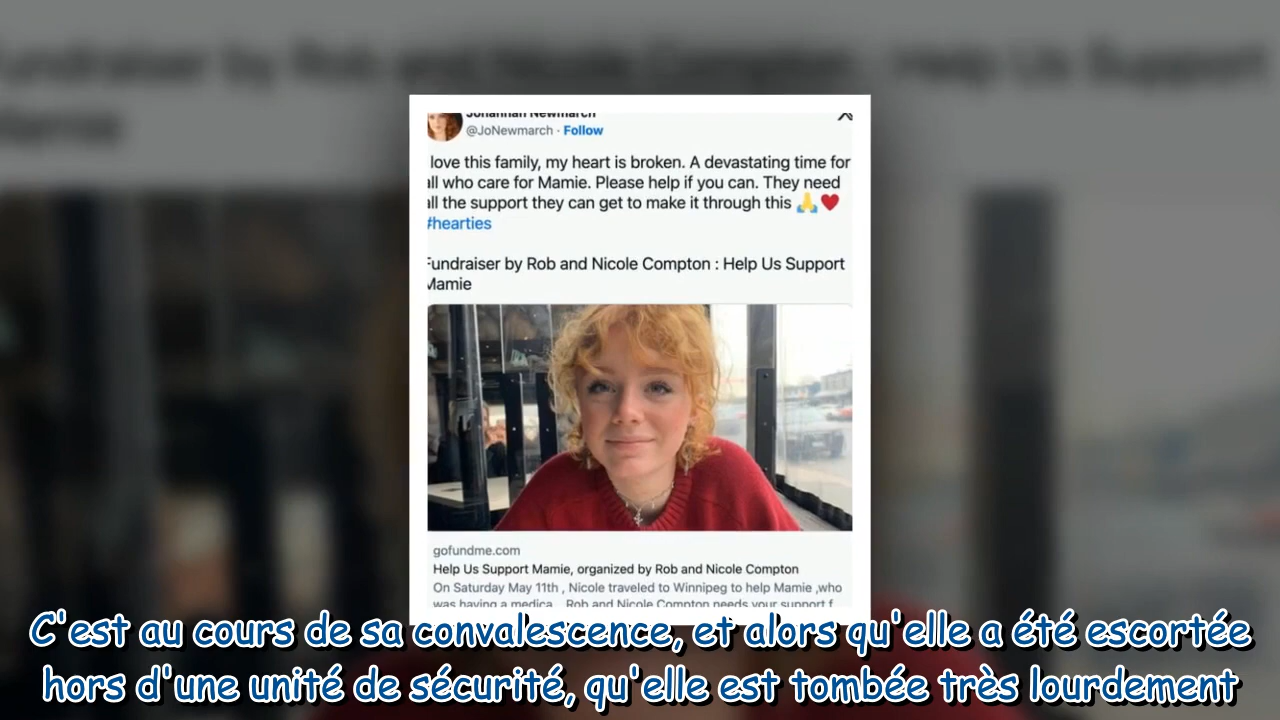 Johannah Newmarch
@JoNewmarch · Follow
love this family, my heart is broken. A devastating time for
all who care for Mamie. Please help if you can. They need
all the support they can get to make it through this 🙏♥️
#hearties
Fundraiser by Rob and Nicole Compton : Help Us Support
Mamie
gofundme.com
Help Us Support Mamie, organized by Rob and Nicole Compton
On Saturday May 11th , Nicole traveled to Winnipeg to help Mamie ,who
was having a medica… Rob and Nicole Compton needs your support f
C'est au cours de sa convalescence, et alors qu'elle a été escortée
hors d'une unité de sécurité, qu'elle est tombée très lourdement